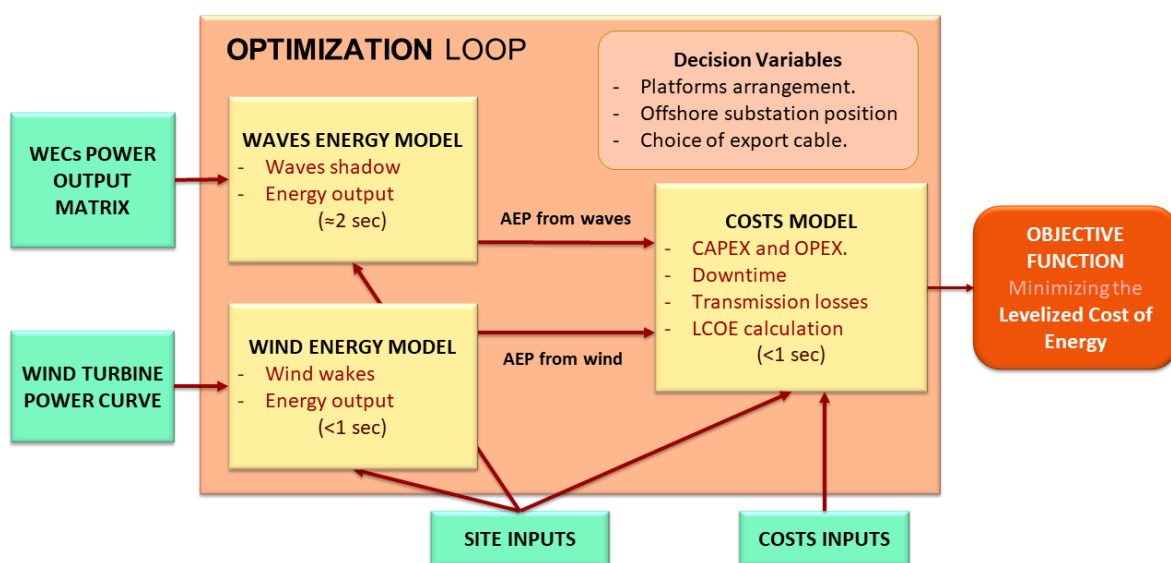 OPTIMIZATION LOOP
Decision Variables
- Platforms arrangement.
- Offshore substation position
- Choice of export cable.
WECs POWER
OUTPUT
MATRIX
WAVES ENERGY MODEL
- Waves shadow
- Energy output
(≈2 sec)
AEP from waves
WIND TURBINE
POWER CURVE
WIND ENERGY MODEL
- Wind wakes
- Energy output
(<1 sec)
AEP from wind
COSTS MODEL
- CAPEX and OPEX.
- Downtime
- Transmission losses
- LCOE calculation
(<1 sec)
OBJECTIVE
FUNCTION
Minimizing the
Levelized Cost of
Energy
SITE INPUTS
COSTS INPUTS